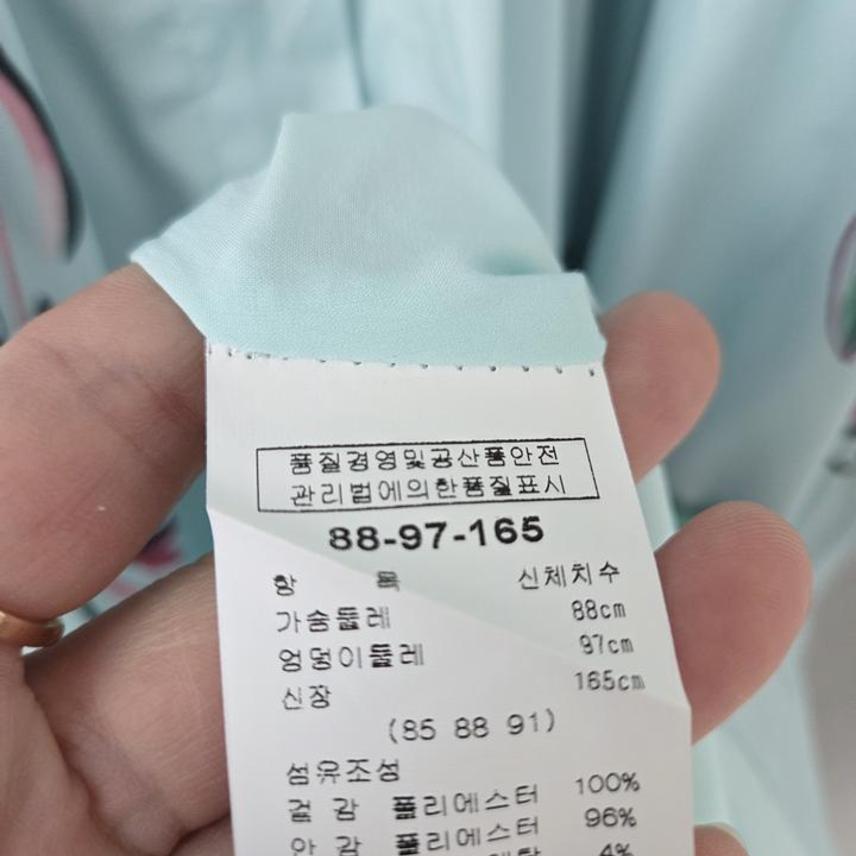 품질경영및공산품안전
관리법에의한품질표시
88-97-165
항 목 신체치수
가슴둘레 88cm
엉덩이둘레 97cm
신장 165cm
(85 88 91)
섬유조성
겉 감 폴리에스터 100%
안 감 폴리에스터 96%
4%